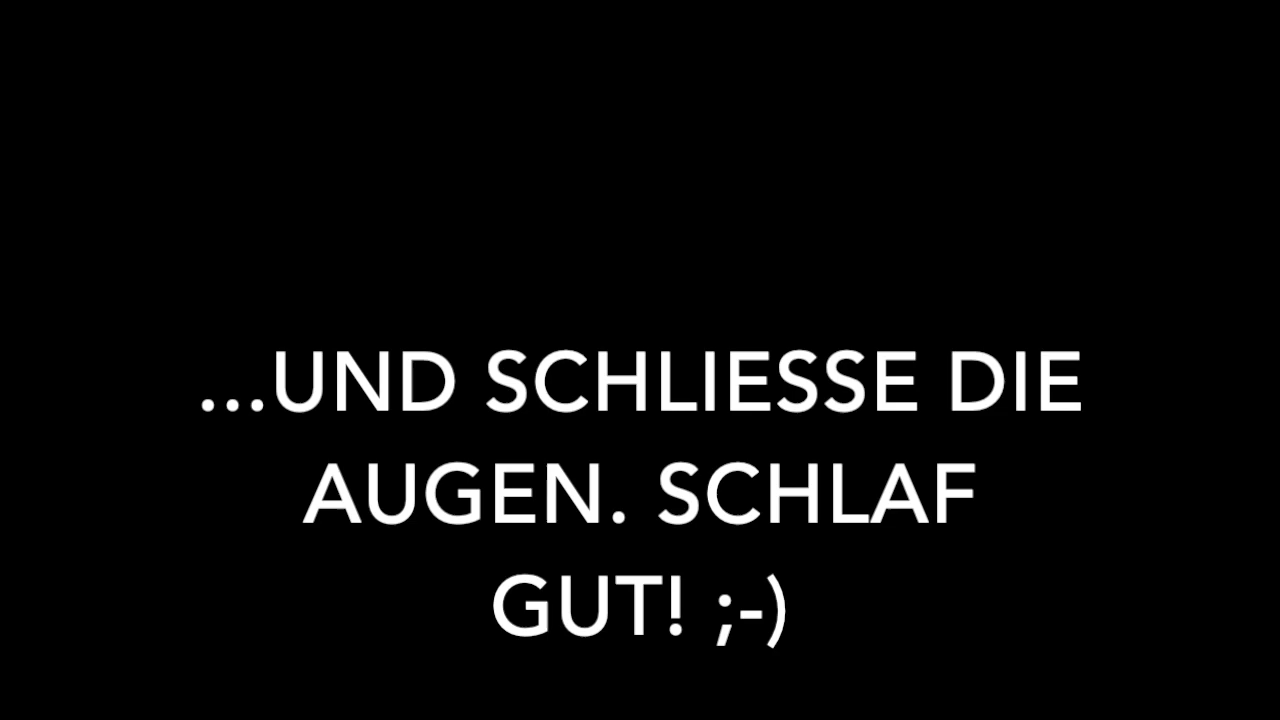 ...UND SCHLIESSE DIE
AUGEN. SCHLAF
GUT! ;-)